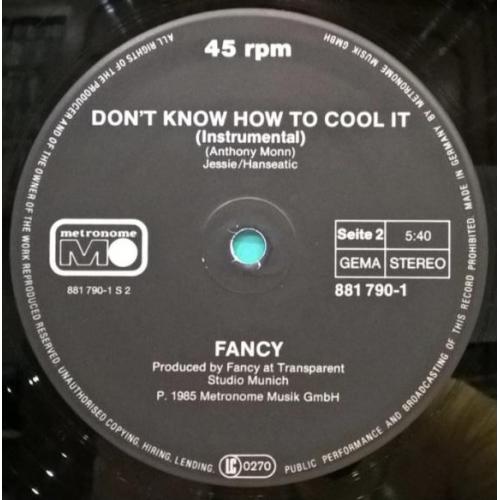 45 rpm
DON'T KNOW HOW TO COOL IT
(Instrumental)
(Anthony Monn)
Jessie/Hanseatic
metronome
M
881 790-1 S 2
Seite 2 5:40
GEMA STEREO
881 790-1
FANCY
Produced by Fancy at Transparent
Studio Munich
P. 1985 Metronome Musik GmbH
LC 0270
ALL RIGHTS OF THE PRODUCER AND OF THE OWNER OF THE WORK REPRODUCED RESERVED. UNAUTHORISED COPYING, HIRING, LENDING, PUBLIC PERFORMANCE AND BROADCASTING OF THIS RECORD PROHIBITED. MADE IN GERMANY BY METRONOME MUSIK GMBH